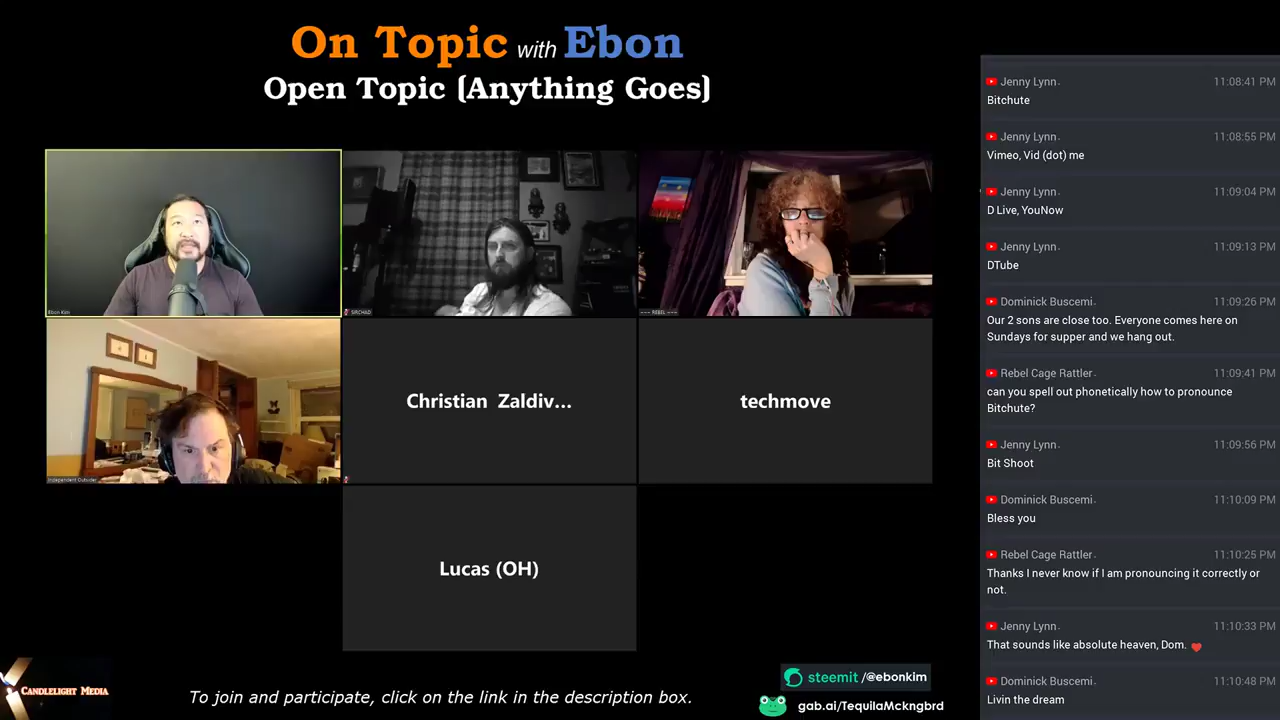 On Topic with Ebon
Open Topic (Anything Goes)
Ebon Kim
SIRCHAD
--- REBEL ---
Independent Outsider
Christian Zaldiv...
techmove
Lucas (OH)
CANDLELIGHT MEDIA
To join and participate, click on the link in the description box.
steemit /@ebonkim
gab.ai/TequilaMckngbrd
Jenny Lynn. 11:08:41 PM
Bitchute
Jenny Lynn. 11:08:55 PM
Vimeo, Vid (dot) me
Jenny Lynn. 11:09:04 PM
D Live, YouNow
Jenny Lynn. 11:09:13 PM
DTube
Dominick Buscemi. 11:09:26 PM
Our 2 sons are close too. Everyone comes here on
Sundays for supper and we hang out.
Rebel Cage Rattler. 11:09:41 PM
can you spell out phonetically how to pronounce
Bitchute?
Jenny Lynn. 11:09:56 PM
Bit Shoot
Dominick Buscemi. 11:10:09 PM
Bless you
Rebel Cage Rattler. 11:10:25 PM
Thanks I never know if I am pronouncing it correctly or
not.
Jenny Lynn. 11:10:33 PM
That sounds like absolute heaven, Dom. ❤
Dominick Buscemi. 11:10:48 PM
Livin the dream